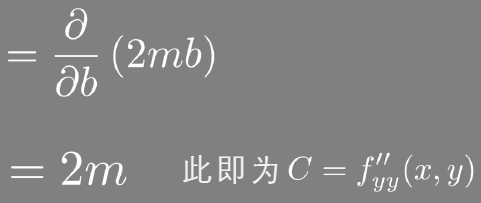 = ∂/∂b (2mb)
= 2m 此即为 C = f''_{yy}(x, y)